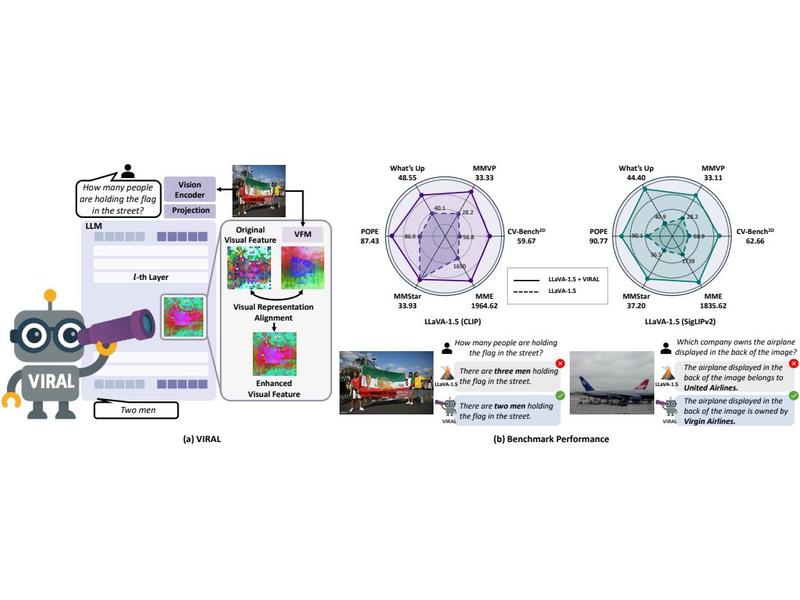 How many people
are holding the flag
in the street?
Vision
Encoder
Projection
LLM
l-th Layer
VIRAL
Two men
Original
Visual Feature
VFM
Visual Representation
Alignment
Enhanced
Visual Feature
(a) VIRAL
What's Up
48.55
MMVP
33.33
POPE
87.43
CV-Bench2D
59.67
MMStar
33.93
MME
1964.62
40.1
28.2
86.9
56.8
LLaVA-1.5 (CLIP)
LLaVA-1.5 + VIRAL
LLaVA-1.5
What's Up
44.40
MMVP
33.11
POPE
90.77
CV-Bench2D
62.66
MMStar
37.20
MME
1835.62
40.9
28.2
90.1
58.9
LLaVA-1.5 (SigLIPv2)
How many people are holding
the flag in the street?
LLaVA-1.5
There are three men holding
the flag in the street.
VIRAL
There are two men holding
the flag in the street.
Which company owns the airplane
displayed in the back of the image?
LLaVA-1.5
The airplane displayed in the
back of the image belongs to
United Airlines.
VIRAL
The airplane displayed in the
back of the image is owned by
Virgin Airlines.
(b) Benchmark Performance